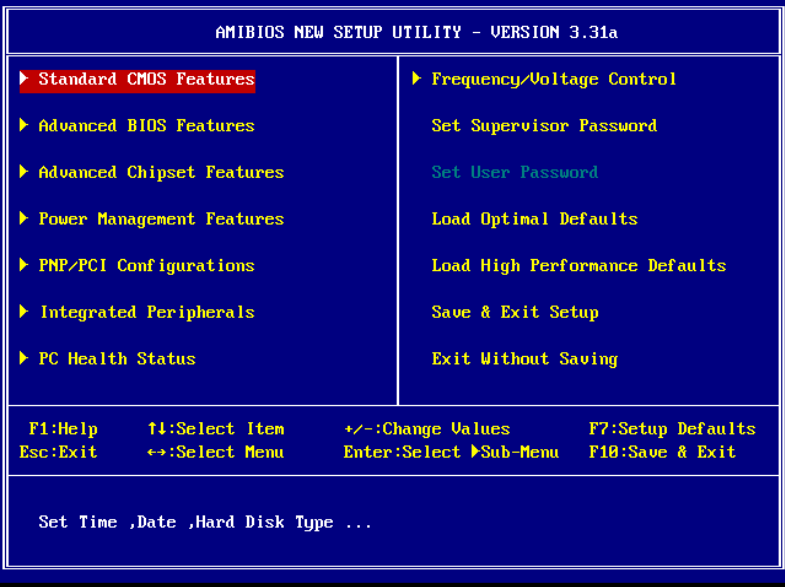 AMIBIOS NEW SETUP UTILITY - VERSION 3.31a
Standard CMOS Features
Advanced BIOS Features
Advanced Chipset Features
Power Management Features
PNP/PCI Configurations
Integrated Peripherals
PC Health Status
Frequency/Voltage Control
Set Supervisor Password
Set User Password
Load Optimal Defaults
Load High Performance Defaults
Save & Exit Setup
Exit Without Saving
F1:Help ↑↓:Select Item +/-:Change Values F7:Setup Defaults
Esc:Exit ↔:Select Menu Enter:Select ▶Sub-Menu F10:Save & Exit
Set Time ,Date ,Hard Disk Type ...